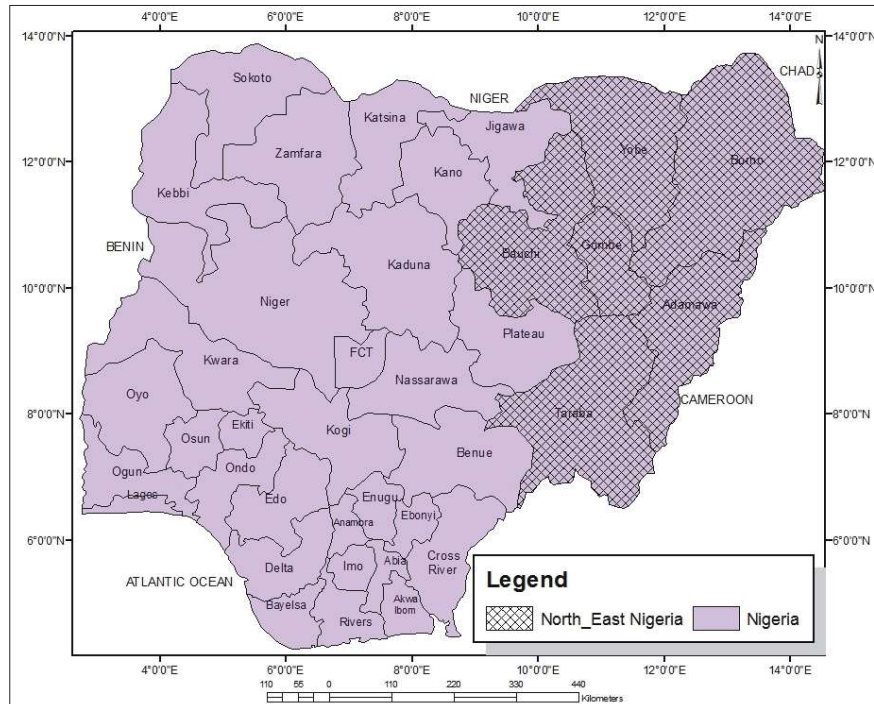 4°0'0"E 6°0'0"E 8°0'0"E 10°0'0"E 12°0'0"E 14°0'0"E
14°0'0"N 14°0'0"N
N
CHAD
Sokoto
NIGER
Katsina
Jigawa
Zamfara
Yobe
Borno
12°0'0"N 12°0'0"N
Kano
Kebbi
BENIN
Bauchi
Gombe
Kaduna
Niger
10°0'0"N 10°0'0"N
Adamawa
Plateau
FCT
Kwara
Nassarawa
Oyo
CAMEROON
8°0'0"N 8°0'0"N
Taraba
Ekiti
Kogi
Osun
Benue
Ogun
Ondo
Lagos
Edo
Enugu
Anambra
Ebonyi
6°0'0"N 6°0'0"N
Delta
Imo
Abia
Cross
River
ATLANTIC OCEAN
Bayelsa
Akwa
Ibom
Rivers
Legend
North_East Nigeria
Nigeria
4°0'0"E 6°0'0"E 8°0'0"E 10°0'0"E 12°0'0"E 14°0'0"E
110 55 0 110 220 330 440
Kilometers